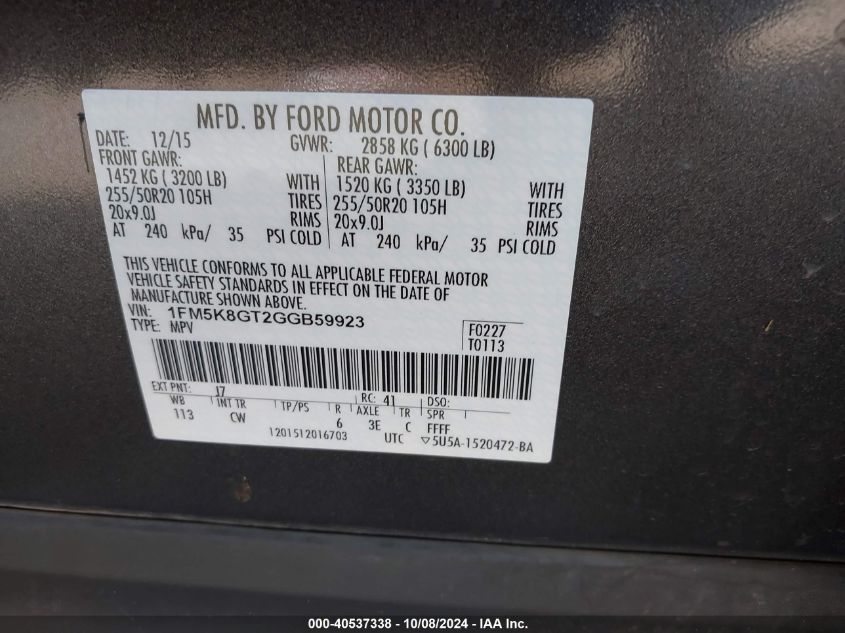 MFD. BY FORD MOTOR CO.
DATE: 12/15 GVWR: 2858 KG ( 6300 LB)
FRONT GAWR: REAR GAWR:
1452 KG ( 3200 LB) WITH 1520 KG ( 3350 LB) WITH
255/50R20 105H TIRES 255/50R20 105H TIRES
20x9.0J RIMS 20x9.0J RIMS
AT 240 kPa/ 35 PSI COLD AT 240 kPa/ 35 PSI COLD
THIS VEHICLE CONFORMS TO ALL APPLICABLE FEDERAL MOTOR
VEHICLE SAFETY STANDARDS IN EFFECT ON THE DATE OF
MANUFACTURE SHOWN ABOVE.
VIN: 1FM5K8GT2GGB59923
TYPE: MPV
F0227
T0113
EXT PNT: J7 RC: 41 DSO:
WB INT TR TP/PS R AXLE TR SPR
113 CW 6 3E C FFFF
1201512016703 UTC ▽5U5A-1520472-BA
000-40537338 - 10/08/2024 - IAA Inc.